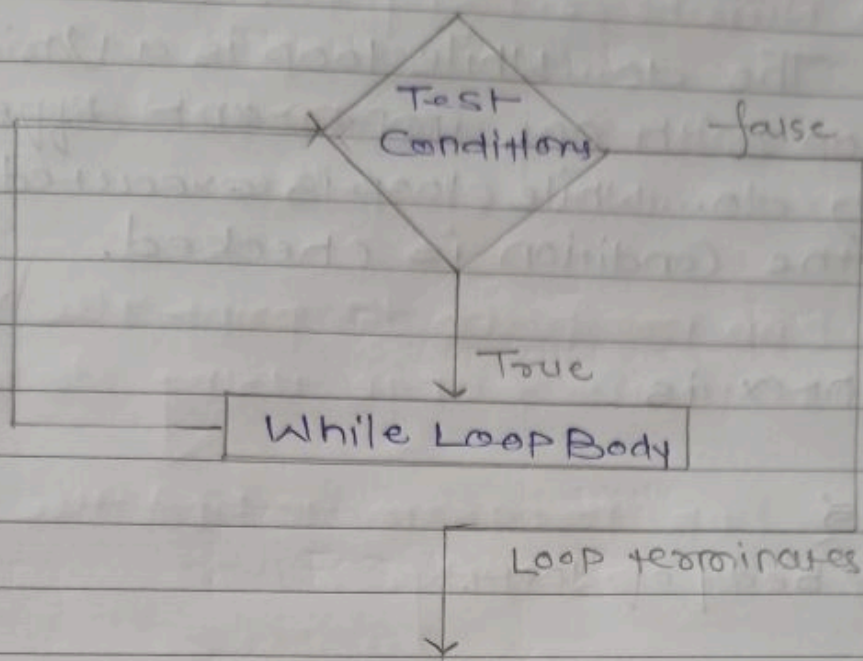 Test
Conditions
false
True
While Loop Body
Loop terminates